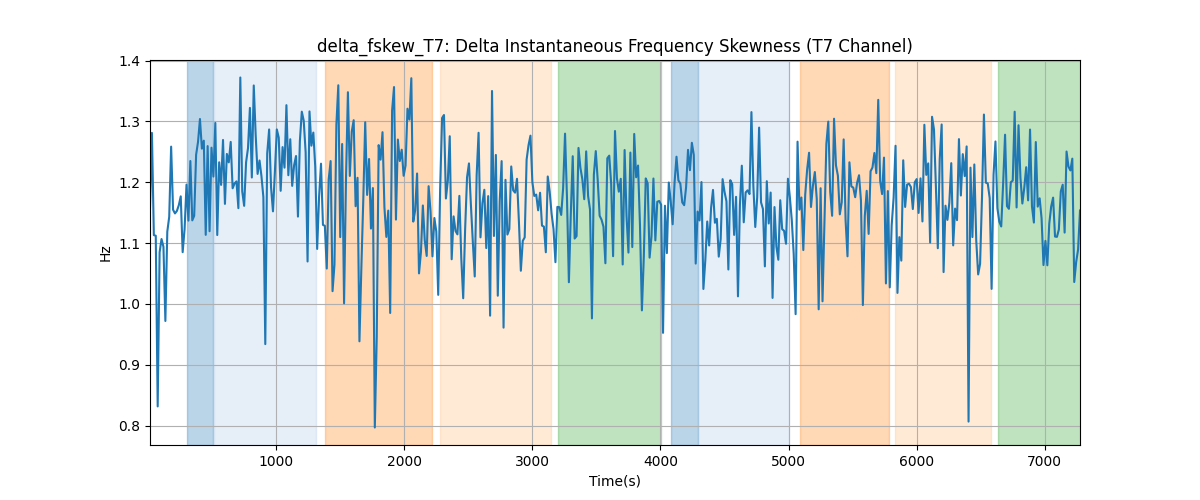 delta_fskew_T7: Delta Instantaneous Frequency Skewness (T7 Channel)
1.4
1.3
1.2
1.1
1.0
0.9
0.8
Hz
1000 2000 3000 4000 5000 6000 7000
Time(s)